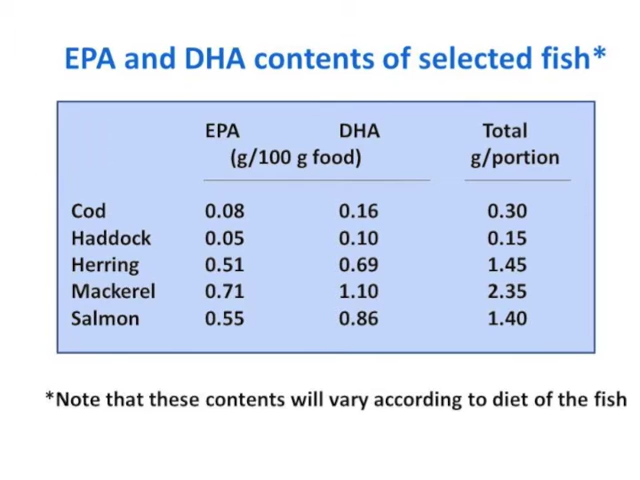 EPA and DHA contents of selected fish*
EPA DHA Total
(g/100 g food) g/portion
Cod 0.08 0.16 0.30
Haddock 0.05 0.10 0.15
Herring 0.51 0.69 1.45
Mackerel 0.71 1.10 2.35
Salmon 0.55 0.86 1.40
*Note that these contents will vary according to diet of the fish